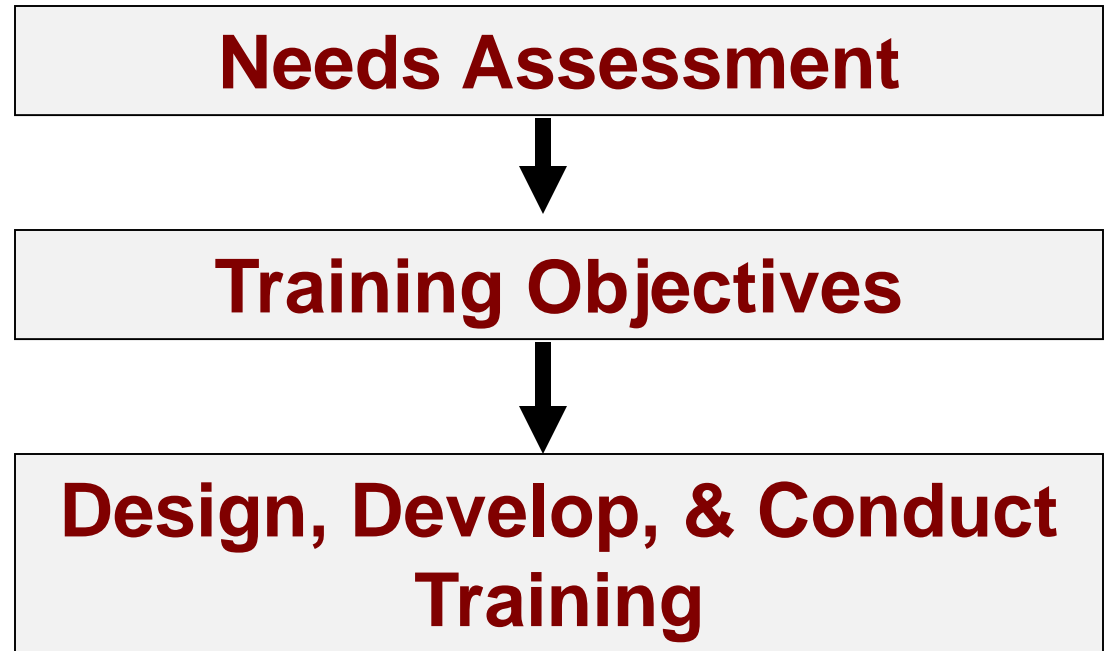 Needs Assessment
Training Objectives
Design, Develop, & Conduct
Training